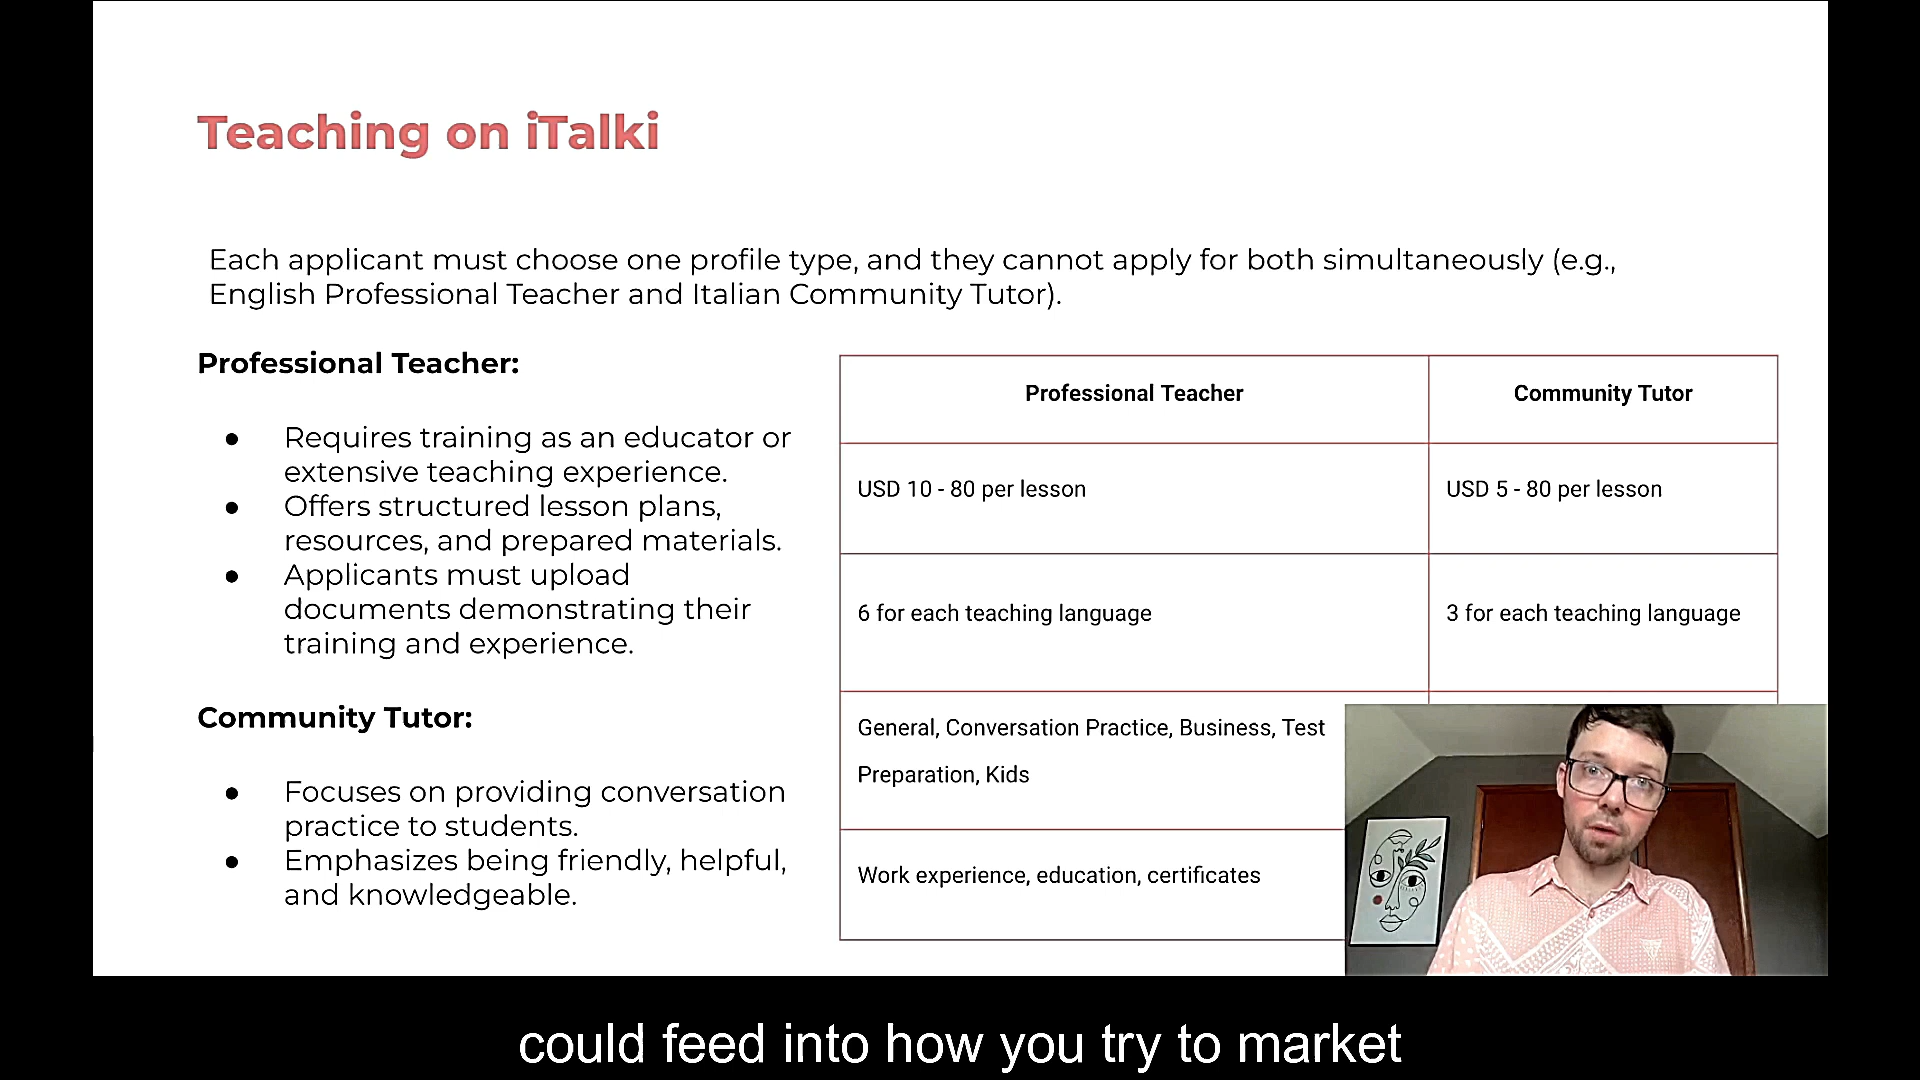 Teaching on iTalki
Each applicant must choose one profile type, and they cannot apply for both simultaneously (e.g.,
English Professional Teacher and Italian Community Tutor).
Professional Teacher:
● Requires training as an educator or
extensive teaching experience.
● Offers structured lesson plans,
resources, and prepared materials.
● Applicants must upload
documents demonstrating their
training and experience.
Community Tutor:
● Focuses on providing conversation
practice to students.
● Emphasizes being friendly, helpful,
and knowledgeable.
Professional Teacher
Community Tutor
USD 10 - 80 per lesson
USD 5 - 80 per lesson
6 for each teaching language
3 for each teaching language
General, Conversation Practice, Business, Test
Preparation, Kids
Work experience, education, certificates
could feed into how you try to market